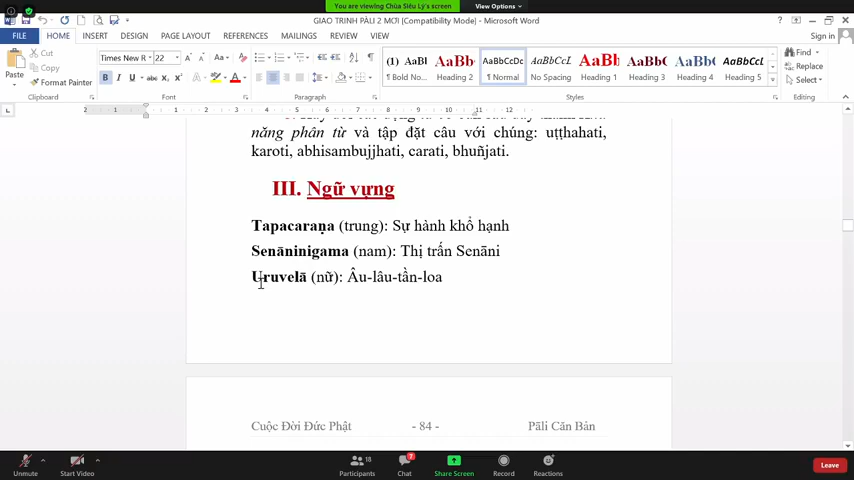 You are viewing Chùa Siêu Lý's screen
View Options
GIAO TRINH PÀLI 2 MƠI [Compatibility Mode] - Microsoft Word
FILE HOME INSERT DESIGN PAGE LAYOUT REFERENCES MAILINGS REVIEW VIEW
Sign in
Paste
Cut
Copy
Format Painter
Clipboard
Times New R 22
Font
Paragraph
(1) AaBl AaBb AaBbCcDc AaBbCcL AaBl AaBbCc AaBbCc AaBbCcL
¶ Bold No... Heading 2 ¶ Normal No Spacing Heading 1 Heading 3 Heading 4 Heading 5
Styles
Find
Replace
Select
Editing
năng phân từ và tập đặt câu với chúng: uṭṭhahati,
karoti, abhisambujjhati, carati, bhuñjati.
III. Ngữ vựng
Tapacaraṇa (trung): Sự hành khổ hạnh
Senāninigama (nam): Thị trấn Senāni
Uruvelā (nữ): Âu-lâu-tần-loa
Cuộc Đời Đức Phật - 84 - Pāli Căn Bản
Unmute
Start Video
18
Participants
7
Chat
Share Screen
Record
Reactions
Leave